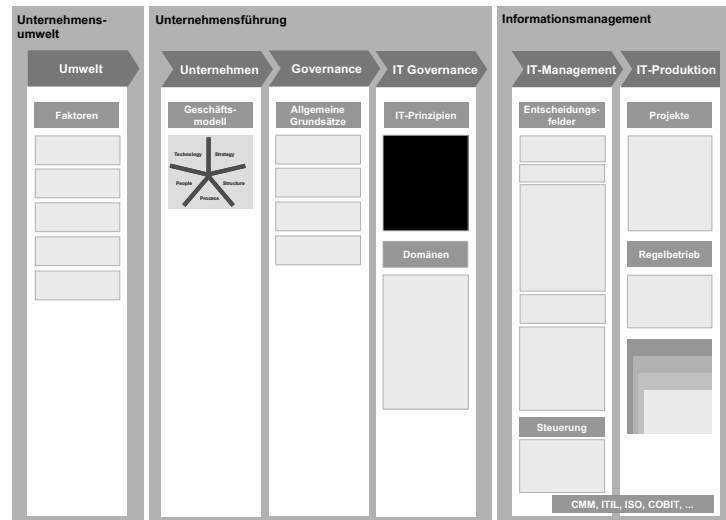 Unternehmens-
umwelt
Unternehmensführung
Informationsmanagement
Umwelt
Unternehmen
Governance
IT Governance
IT-Management
IT-Produktion
Faktoren
Geschäfts-
modell
Allgemeine
Grundsätze
IT-Prinzipien
Entscheidungs-
felder
Projekte
Technology
Strategy
People
Structure
Process
Domänen
Regelbetrieb
Steuerung
CMM, ITIL, ISO, COBIT, ...